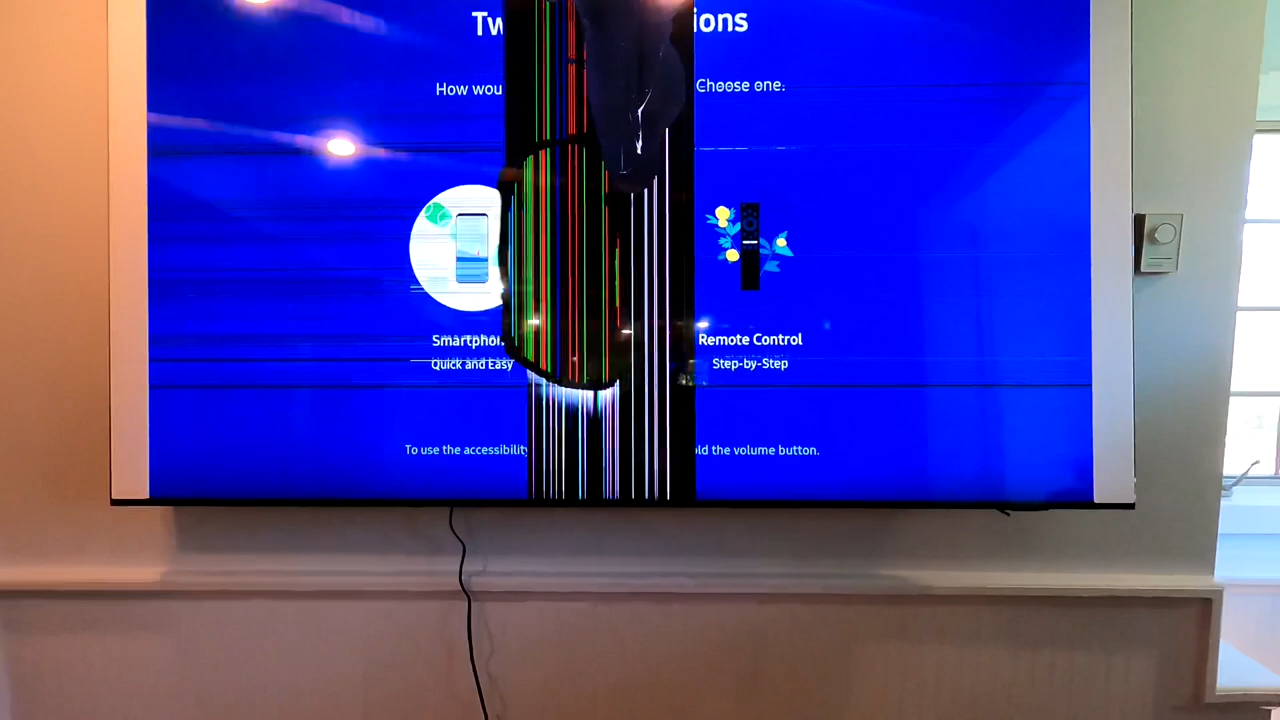 Tw ions
How wou Choose one.
Smartphon Remote Control
Quick and Easy Step-by-Step
To use the accessibility ld the volume button.